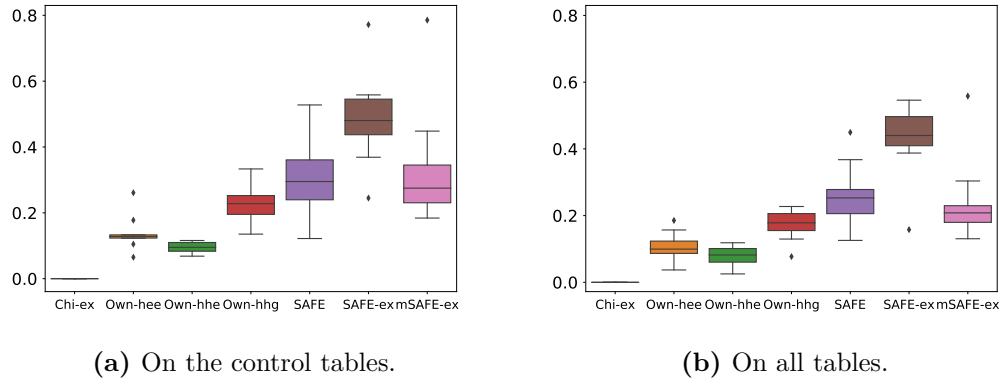 0.8
0.6
0.4
0.2
0.0
Chi-ex Own-hee Own-hhe Own-hhg SAFE SAFE-ex mSAFE-ex
(a) On the control tables.
0.8
0.6
0.4
0.2
0.0
Chi-ex Own-hee Own-hhe Own-hhg SAFE SAFE-ex mSAFE-ex
(b) On all tables.